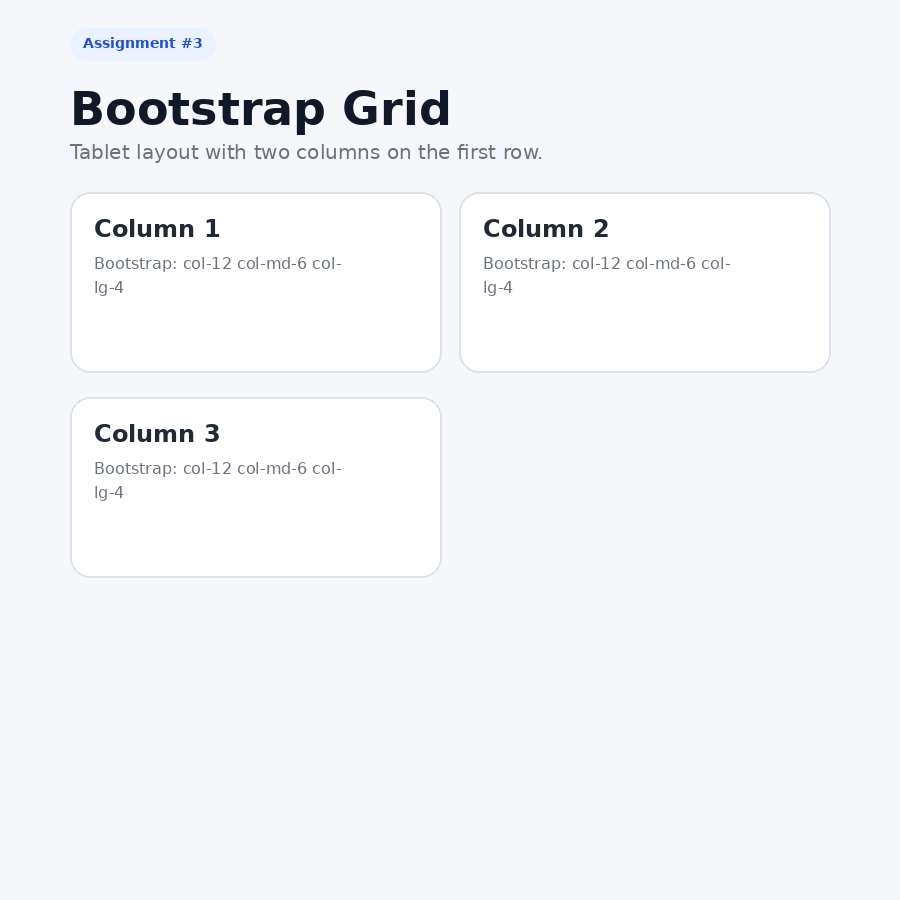 Assignment #3
Bootstrap Grid
Tablet layout with two columns on the first row.
Column 1
Bootstrap: col-12 col-md-6 col-
lg-4
Column 2
Bootstrap: col-12 col-md-6 col-
lg-4
Column 3
Bootstrap: col-12 col-md-6 col-
lg-4